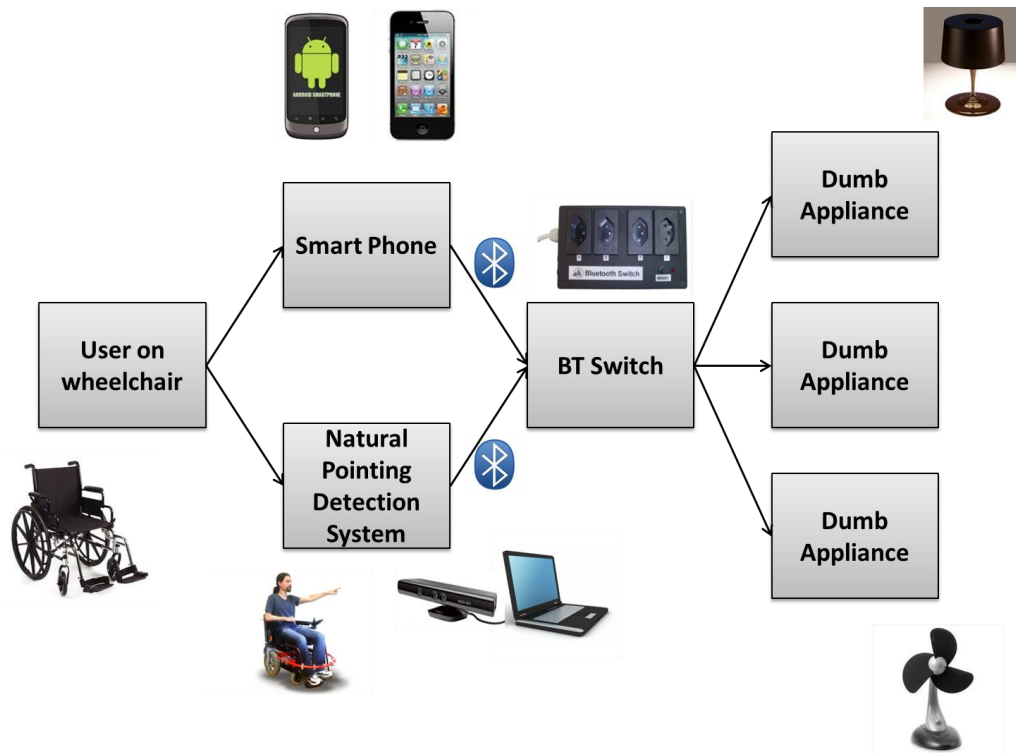 ANDROID SMARTPHONE
Smart Phone
Bluetooth Switch
RESET
User on
wheelchair
BT Switch
Natural
Pointing
Detection
System
Dumb
Appliance
Dumb
Appliance
Dumb
Appliance